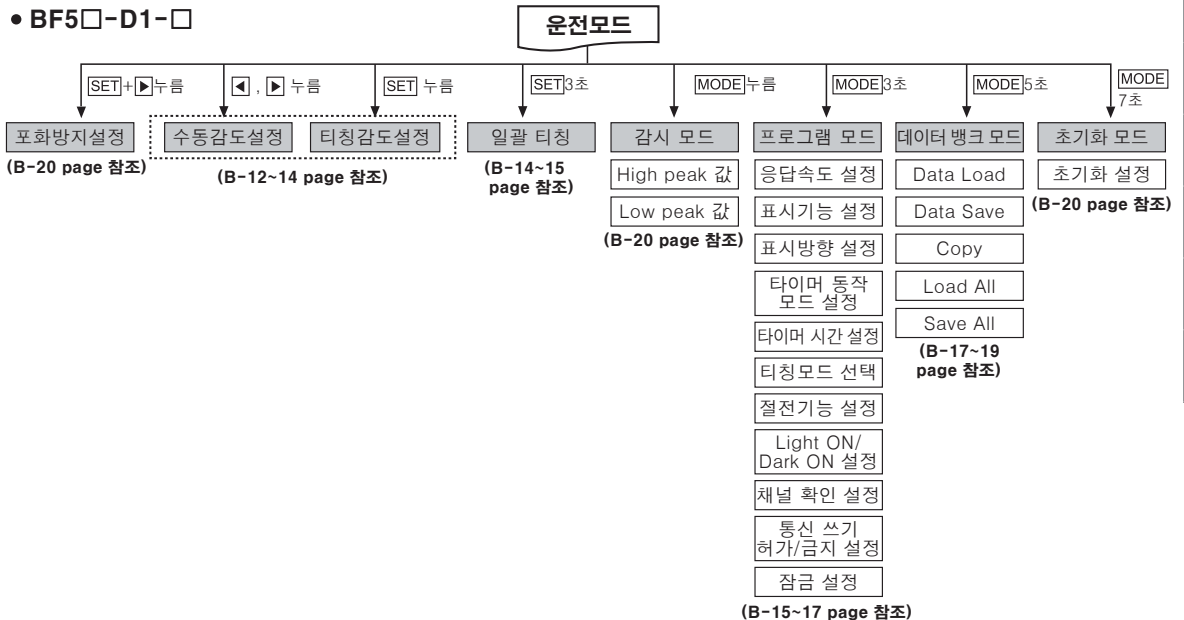 • BF5□-D1-□
운전모드
SET+▶누름
◀ , ▶ 누름
SET 누름
SET3초
MODE누름
MODE3초
MODE5초
MODE
7초
포화방지설정
(B-20 page 참조)
수동감도설정
티칭감도설정
(B-12~14 page 참조)
일괄 티칭
(B-14~15
page 참조)
감시 모드
High peak 값
Low peak 값
(B-20 page 참조)
프로그램 모드
응답속도 설정
표시기능 설정
표시방향 설정
타이머 동작
모드 설정
타이머 시간 설정
티칭모드 선택
절전기능 설정
Light ON/
Dark ON 설정
채널 확인 설정
통신 쓰기
허가/금지 설정
잠금 설정
(B-15~17 page 참조)
데이터 뱅크 모드
Data Load
Data Save
Copy
Load All
Save All
(B-17~19
page 참조)
초기화 모드
초기화 설정
(B-20 page 참조)